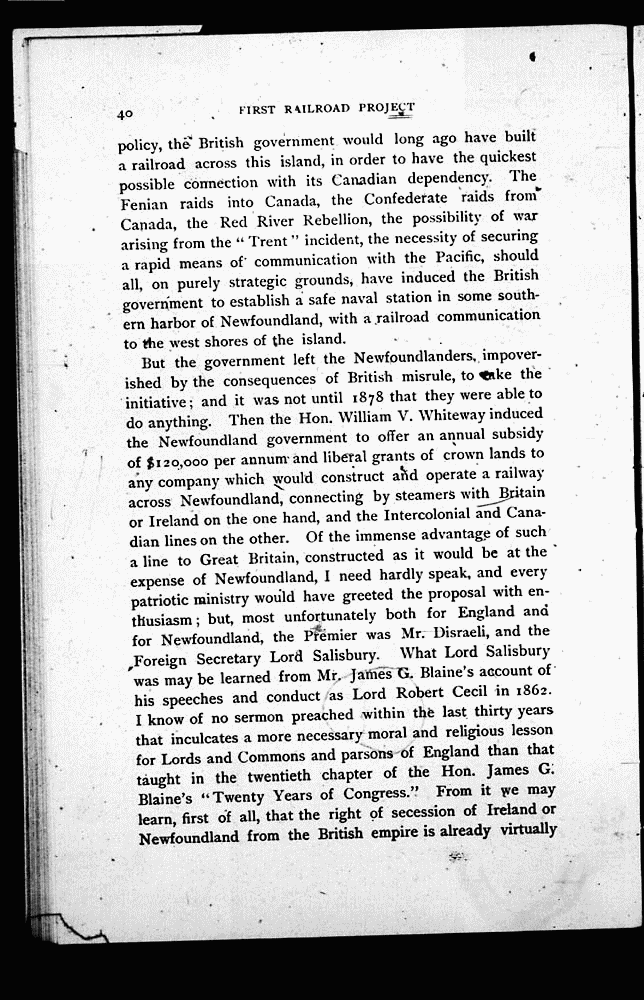 40
FIRST RAILROAD PROJECT
policy, the British government would long ago have built
a railroad across this island, in order to have the quickest
possible connection with its Canadian dependency. The
Fenian raids into Canada, the Confederate raids from
Canada, the Red River Rebellion, the possibility of war
arising from the "Trent" incident, the necessity of securing
a rapid means of communication with the Pacific, should
all, on purely strategic grounds, have induced the British
government to establish a safe naval station in some south-
ern harbor of Newfoundland, with a railroad communication
to the west shores of the island.
But the government left the Newfoundlanders, impover-
ished by the consequences of British misrule, to take the
initiative; and it was not until 1878 that they were able to
do anything. Then the Hon. William V. Whiteway induced
the Newfoundland government to offer an annual subsidy
of $120,000 per annum and liberal grants of crown lands to
any company which would construct and operate a railway
across Newfoundland, connecting by steamers with Britain
or Ireland on the one hand, and the Intercolonial and Cana-
dian lines on the other. Of the immense advantage of such
a line to Great Britain, constructed as it would be at the
expense of Newfoundland, I need hardly speak, and every
patriotic ministry would have greeted the proposal with en-
thusiasm; but, most unfortunately both for England and
for Newfoundland, the Premier was Mr. Disraeli, and the
Foreign Secretary Lord Salisbury. What Lord Salisbury
was may be learned from Mr. James G. Blaine's account of
his speeches and conduct as Lord Robert Cecil in 1862.
I know of no sermon preached within the last thirty years
that inculcates a more necessary moral and religious lesson
for Lords and Commons and parsons of England than that
taught in the twentieth chapter of the Hon. James G.
Blaine's "Twenty Years of Congress." From it we may
learn, first of all, that the right of secession of Ireland or
Newfoundland from the British empire is already virtually